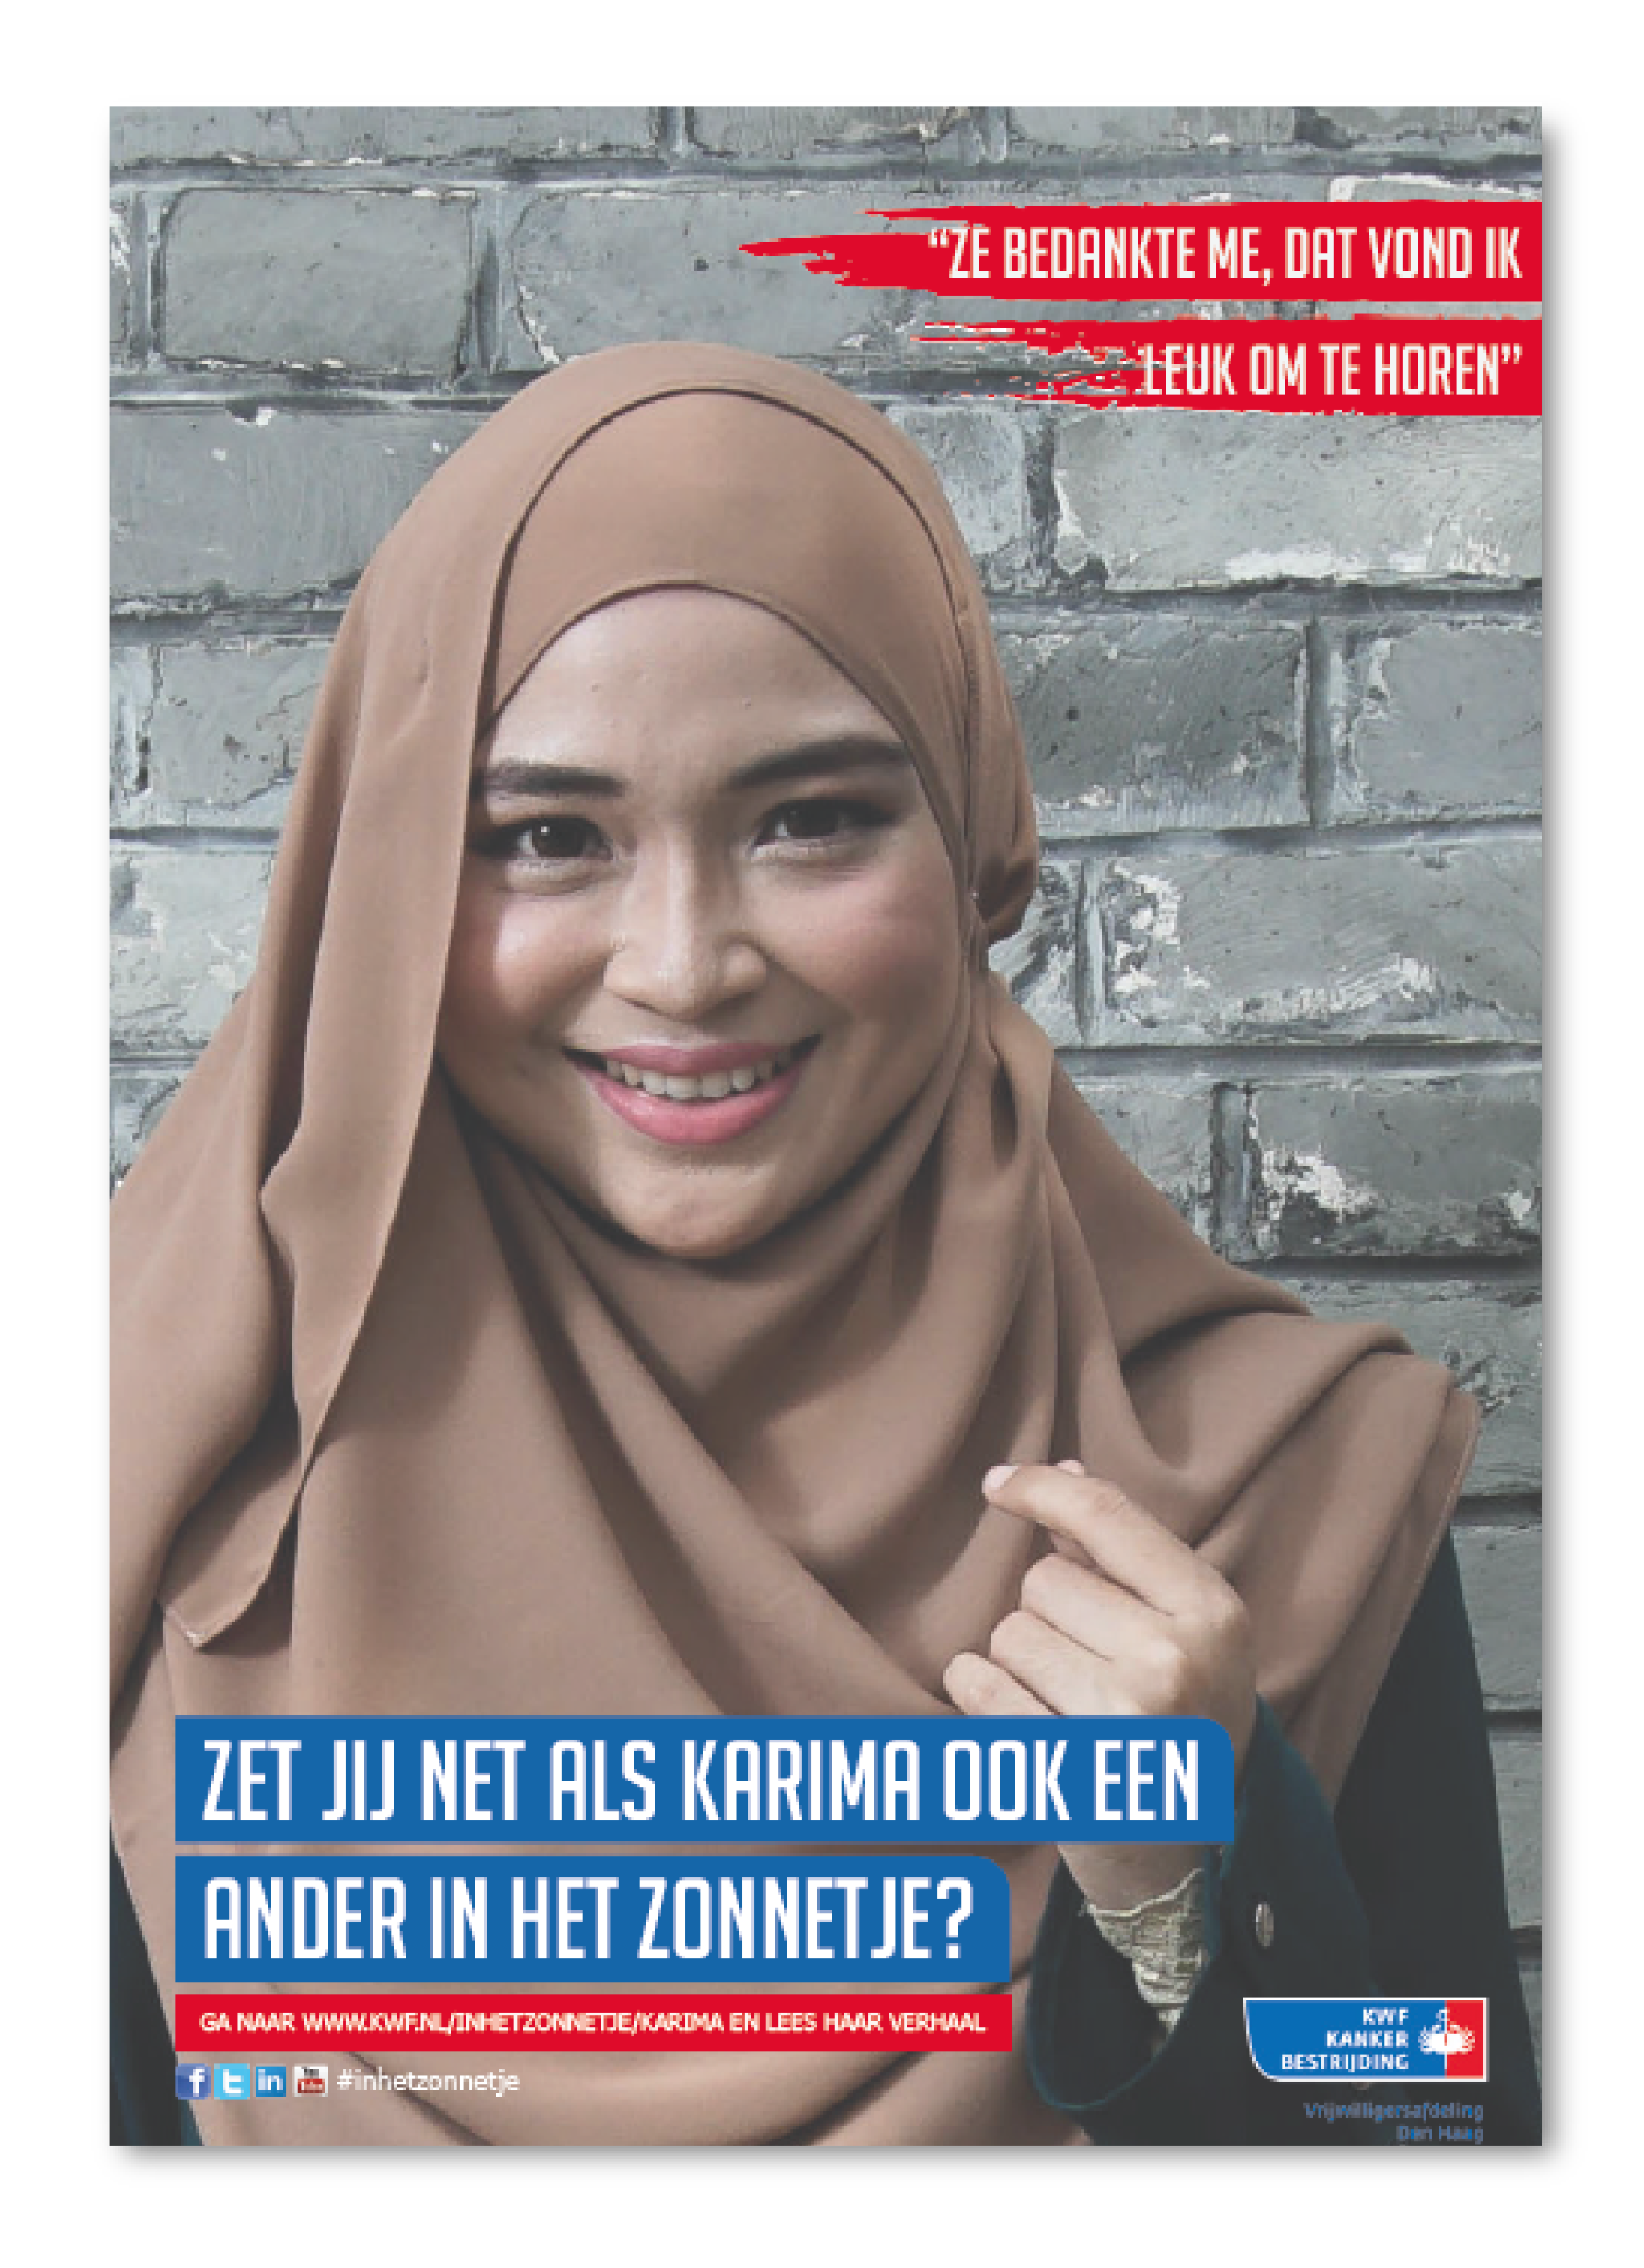 “ZE BEDANKTE ME, DAT VOND IK
LEUK OM TE HOREN”
ZET JIJ NET ALS KARIMA OOK EEN
ANDER IN HET ZONNETJE?
GA NAAR WWW.KWF.NL/INHETZONNETJE/KARIMA EN LEES HAAR VERHAAL
#inhetzonnetje
KWF
KANKER
BESTRIJDING
Vrijwilligersafdeling
Den Haag